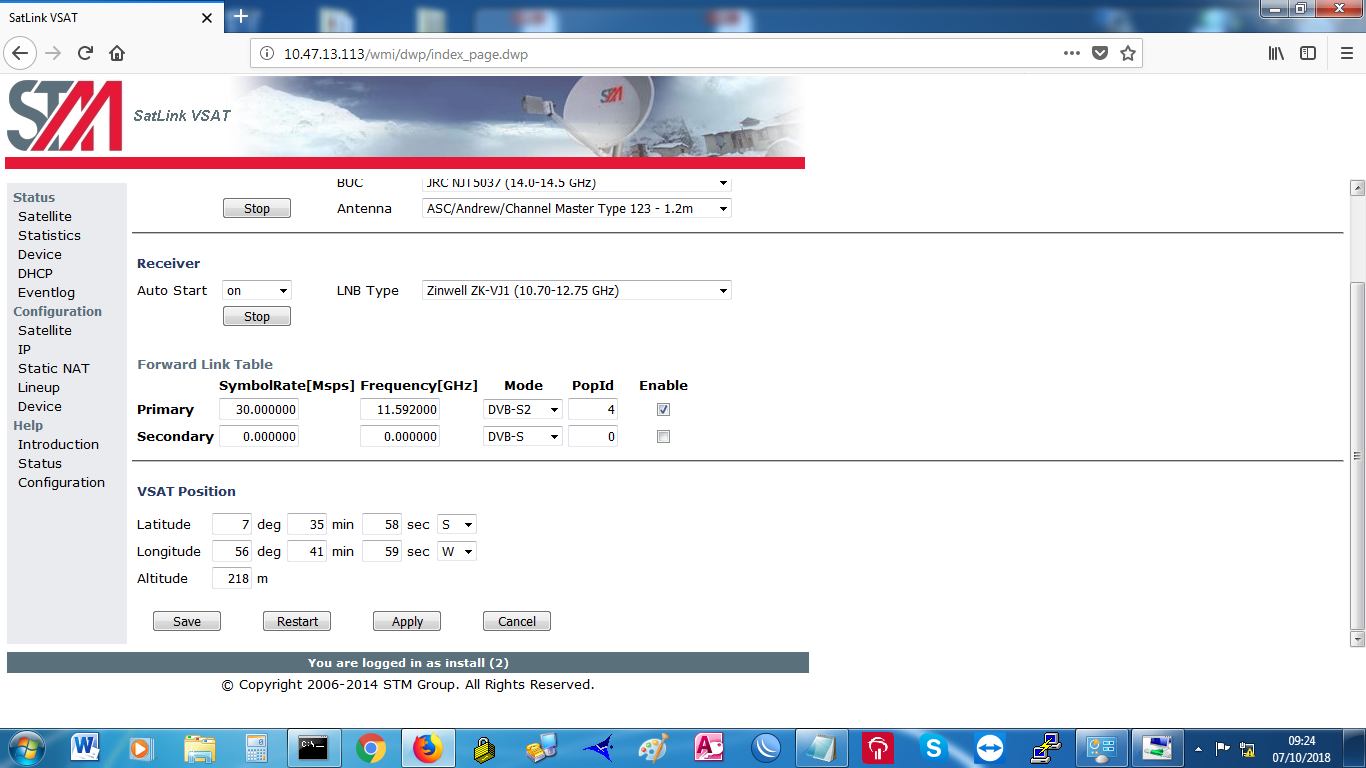 SatLink VSAT
10.47.13.113/wmi/dwp/index_page.dwp
STM
SatLink VSAT
STM
Status
Satellite
Statistics
Device
DHCP
Eventlog
Configuration
Satellite
IP
Static NAT
Lineup
Device
Help
Introduction
Status
Configuration
BUC JRC NJT5037 (14.0-14.5 GHz)
Stop Antenna ASC/Andrew/Channel Master Type 123 - 1.2m
Receiver
Auto Start on LNB Type Zinwell ZK-VJ1 (10.70-12.75 GHz)
Stop
Forward Link Table
SymbolRate[Msps] Frequency[GHz] Mode PopId Enable
Primary 30.000000 11.592000 DVB-S2 4
Secondary 0.000000 0.000000 DVB-S 0
VSAT Position
Latitude 7 deg 35 min 58 sec S
Longitude 56 deg 41 min 59 sec W
Altitude 218 m
Save Restart Apply Cancel
You are logged in as install (2)
© Copyright 2006-2014 STM Group. All Rights Reserved.
09:24
07/10/2018